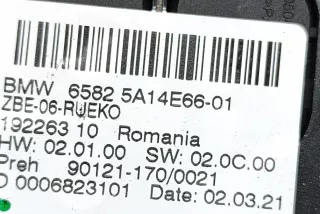 BMW 6582 5A14E66-01
ZBE-06-RUEKO
192263 10 Romania
HW: 02.01.00 SW: 02.0C.00
Preh 90121-170/0021
D 0006823101 Date: 02.03.21